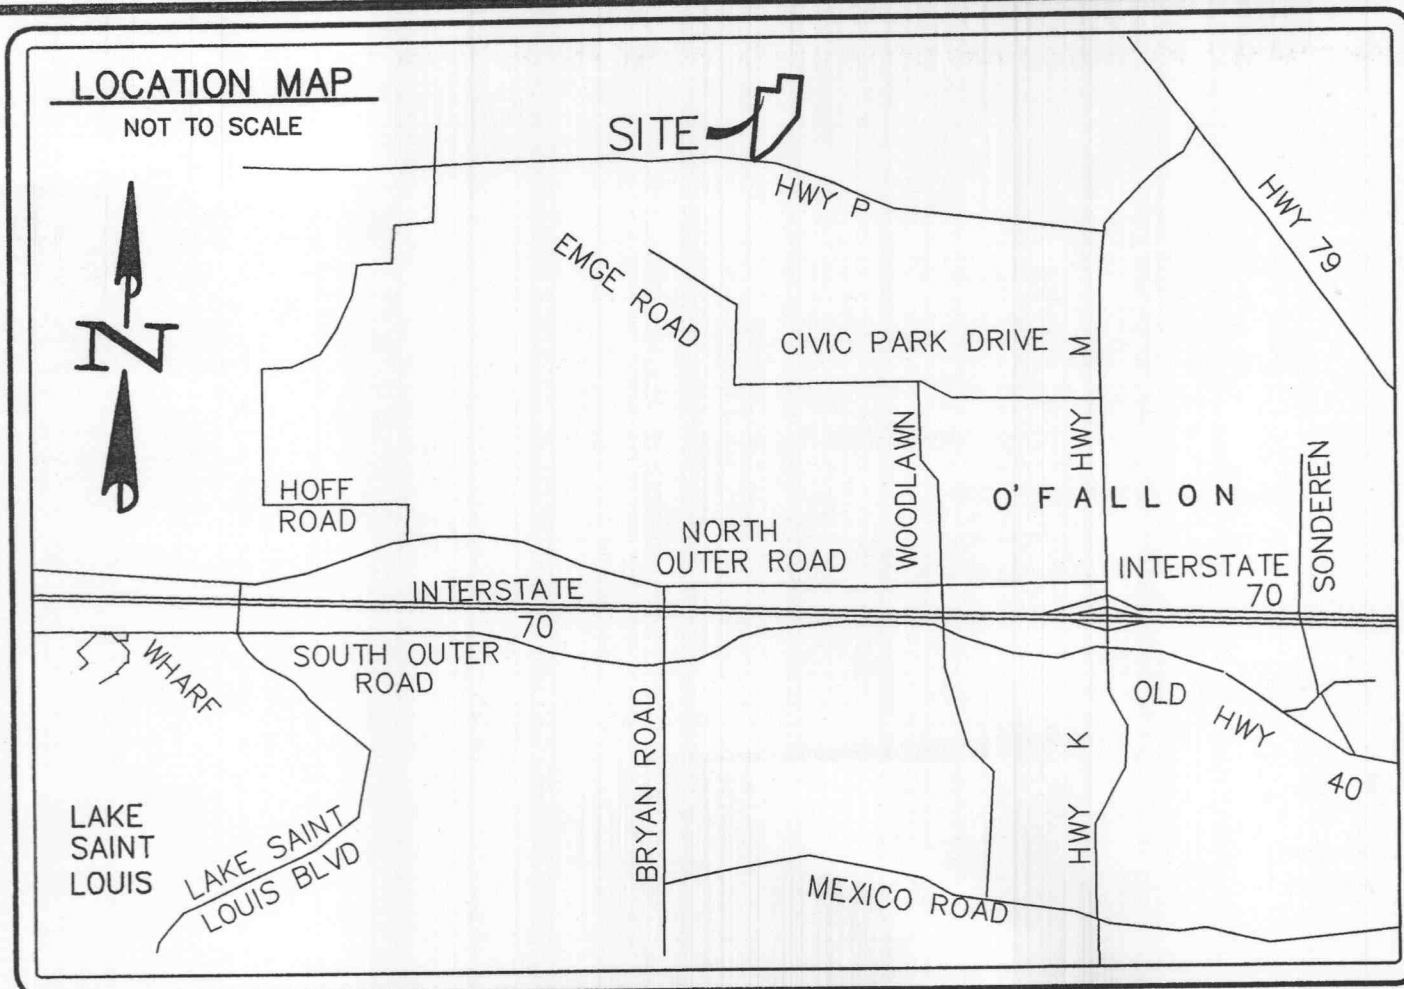 LOCATION MAP
NOT TO SCALE
SITE
HWY P
HWY 79
EMGE ROAD
CIVIC PARK DRIVE
HWY M
N
WOODLAWN
HOFF
ROAD
O'FALLON
SONDEREN
NORTH
OUTER ROAD
INTERSTATE
70
INTERSTATE
70
WHARF
SOUTH OUTER
ROAD
OLD HWY 40
BRYAN ROAD
HWY K
LAKE
SAINT
LOUIS
LAKE SAINT
LOUIS BLVD
MEXICO ROAD